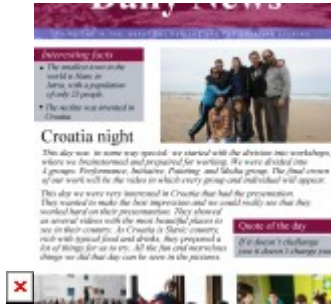 Daily News
Interesting facts
• The smallest town in the
world is Hum, in
Istria, with a population
of only 23 people.
• The necktie was invented in
Croatia
Croatia night
This day was in some way special. we started with the division into workshops,
where we brainstormed and prepared for working. We were divided into
4 groups: Performance, Initiative, Painting and Media group. The final crown
of our work will be the video in which very group and individual will appear.
This day we were very interested in Croatia that had the presentation.
They wanted to make the best impression and we could really see that they
worked hard on their presentation. They showed
us several videos with the most beautiful places to
see in their country. As Croatia is Slavic country,
rich with typical food and drinks, they prepared a
lot of things for us to try. All the fun and marvelous
things we did that day can be seen in the pictures.
Quote of the day
If it doesn't challenge
you it doesn't change you